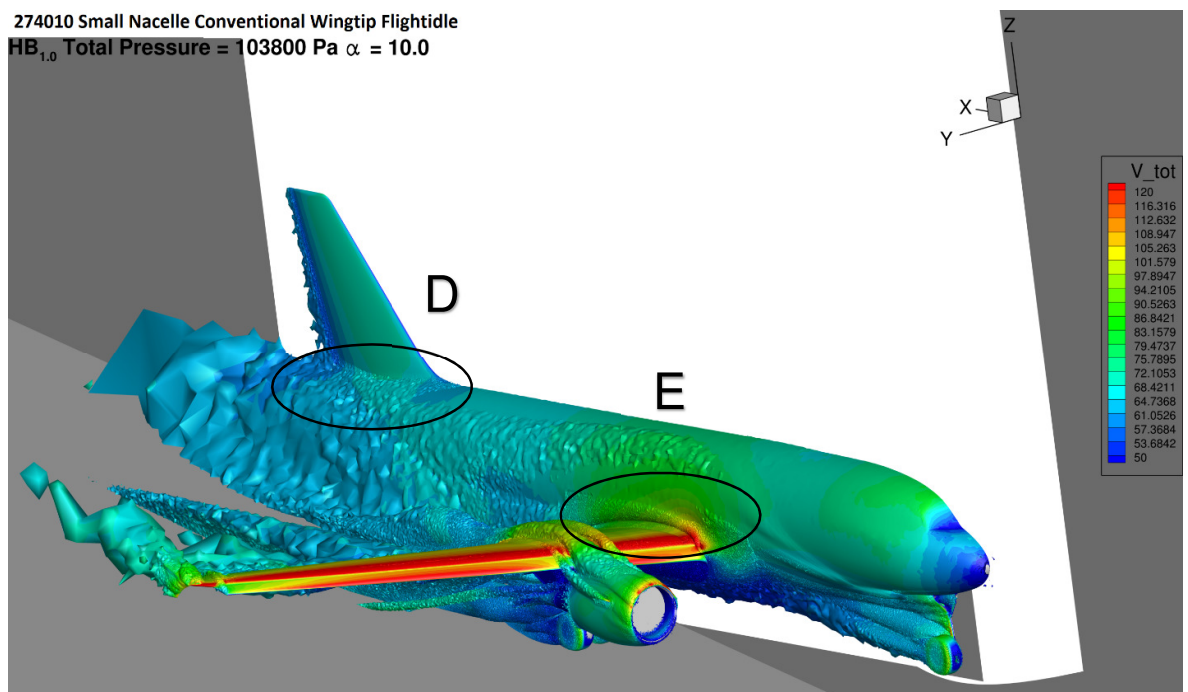 274010 Small Nacelle Conventional Wingtip Flightidle
HB1.0 Total Pressure = 103800 Pa α = 10.0
Z
X
Y
V_tot
120
116.316
112.632
108.947
105.263
101.579
97.8947
94.2105
90.5263
86.8421
83.1579
79.4737
75.7895
72.1053
68.4211
64.7368
61.0526
57.3684
53.6842
50
D
E